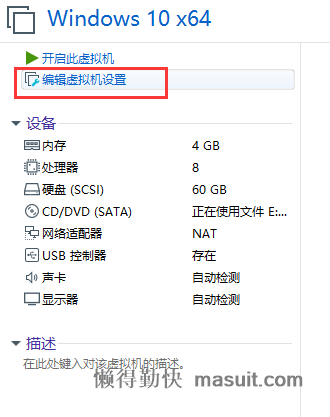 Windows 10 x64
开启此虚拟机
编辑虚拟机设置
设备
内存 4 GB
处理器 8
硬盘 (SCSI) 60 GB
CD/DVD (SATA) 正在使用文件 E:...
网络适配器 NAT
USB 控制器 存在
声卡 自动检测
显示器 自动检测
描述
在此处键入对该虚拟机的描述。
懒得勤快 masuit.com